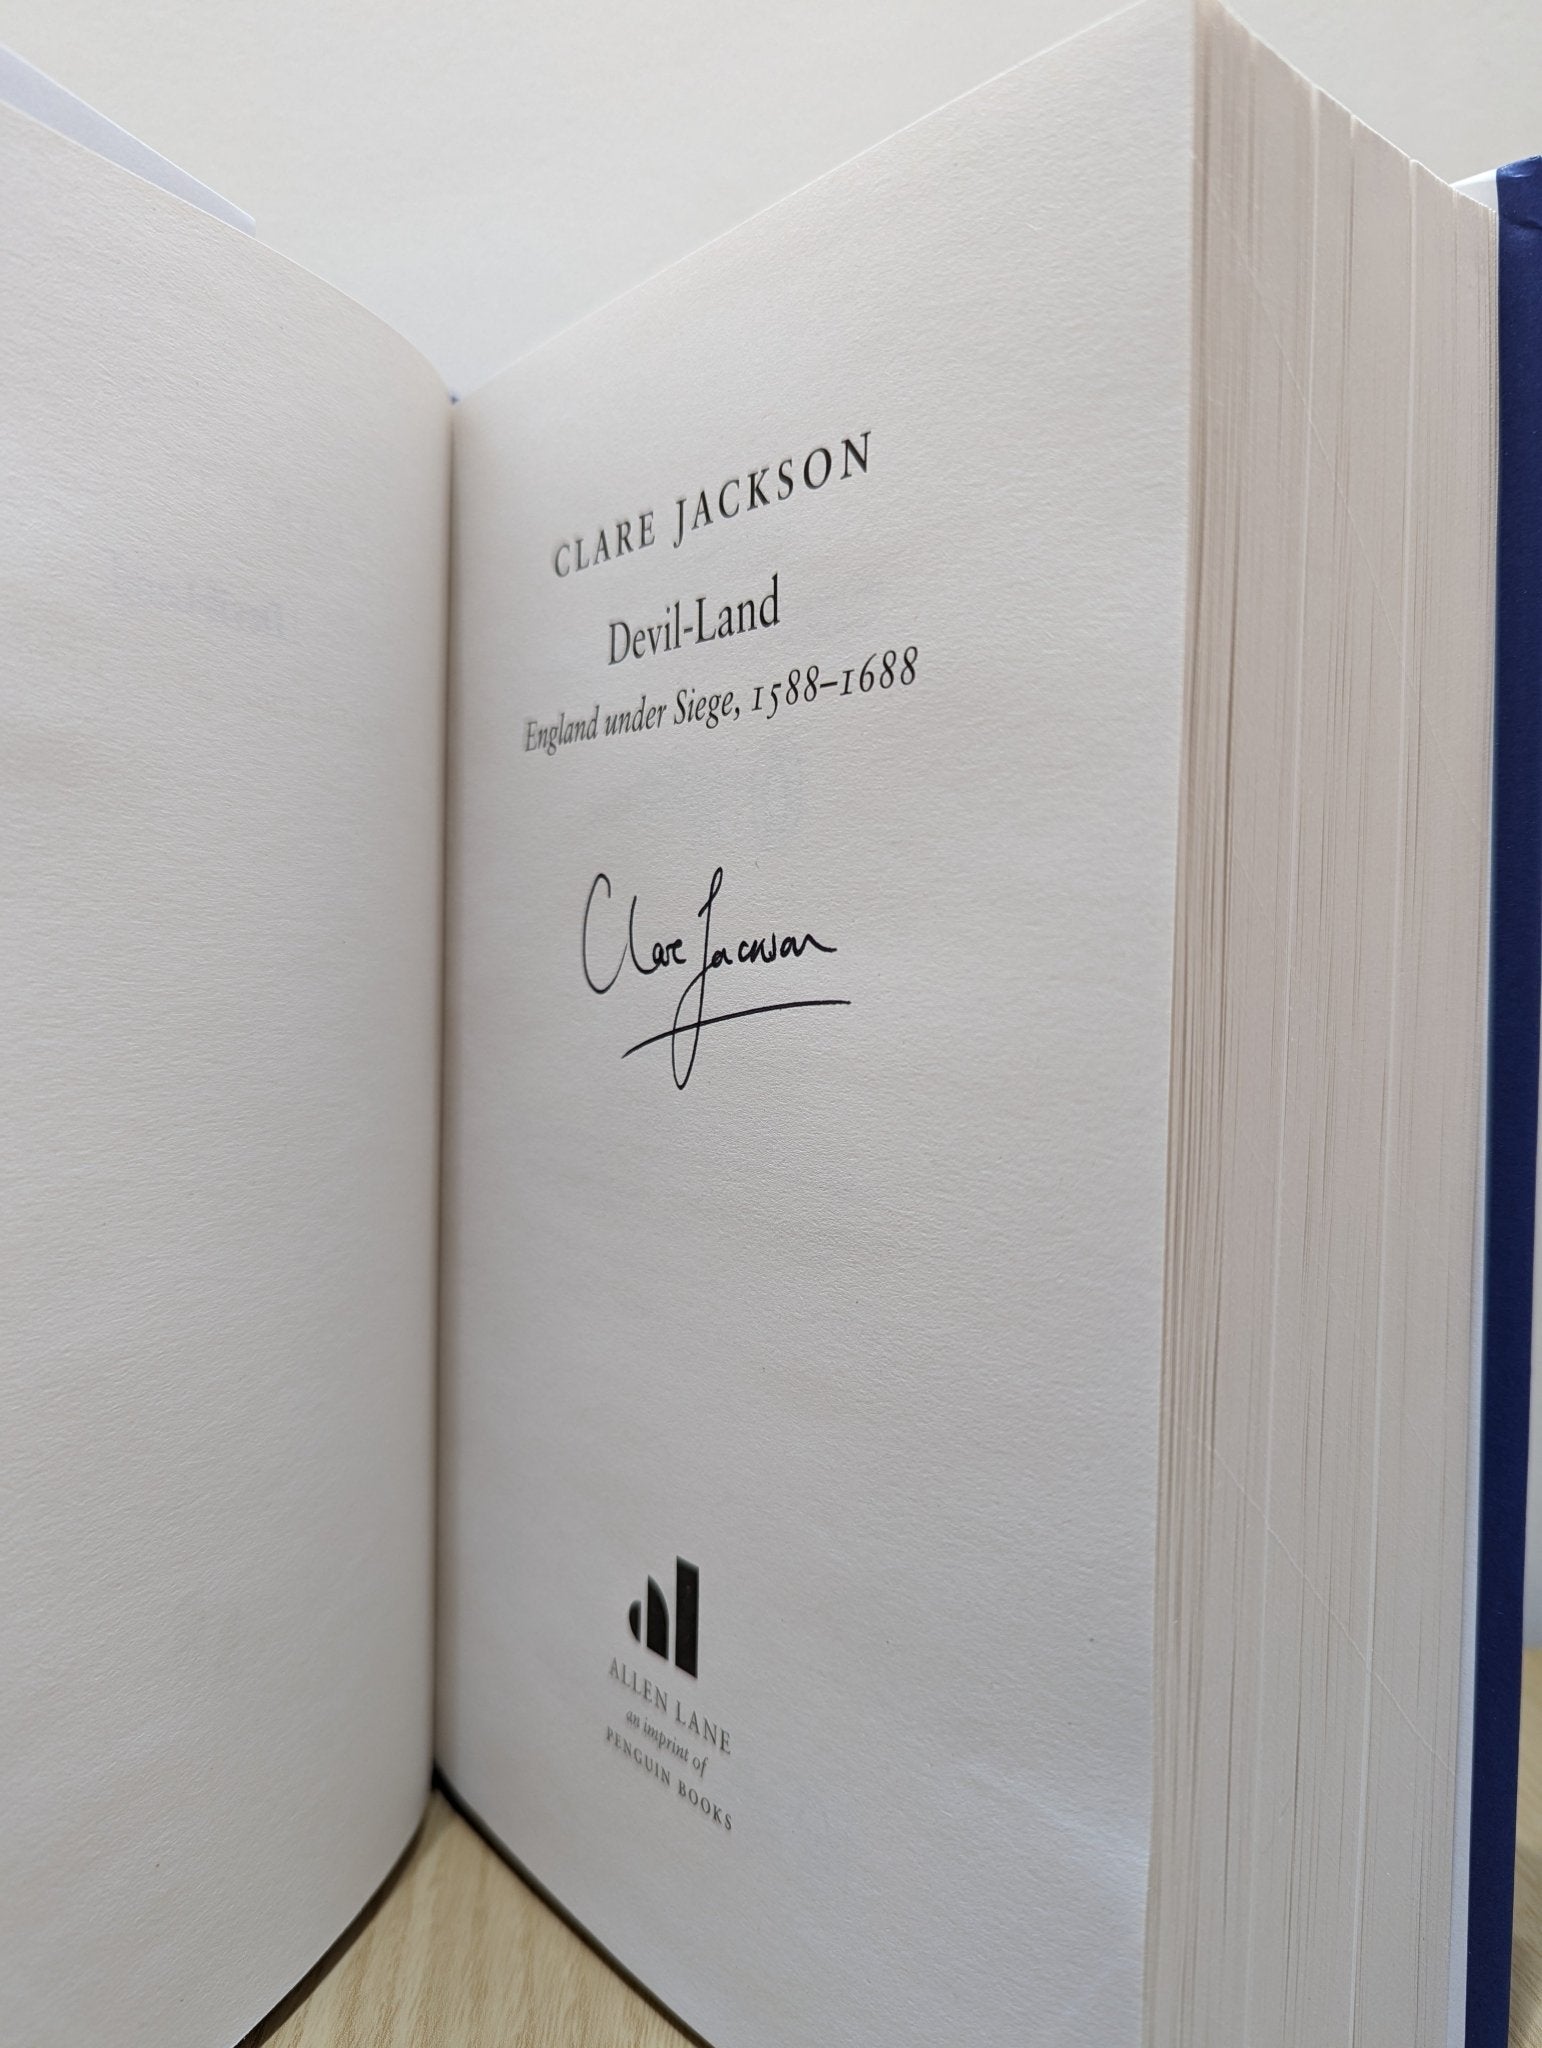 CLARE JACKSON
Devil-Land
England under Siege, 1588–1688
Clare Jackson
ALLEN LANE
an imprint of
PENGUIN BOOKS